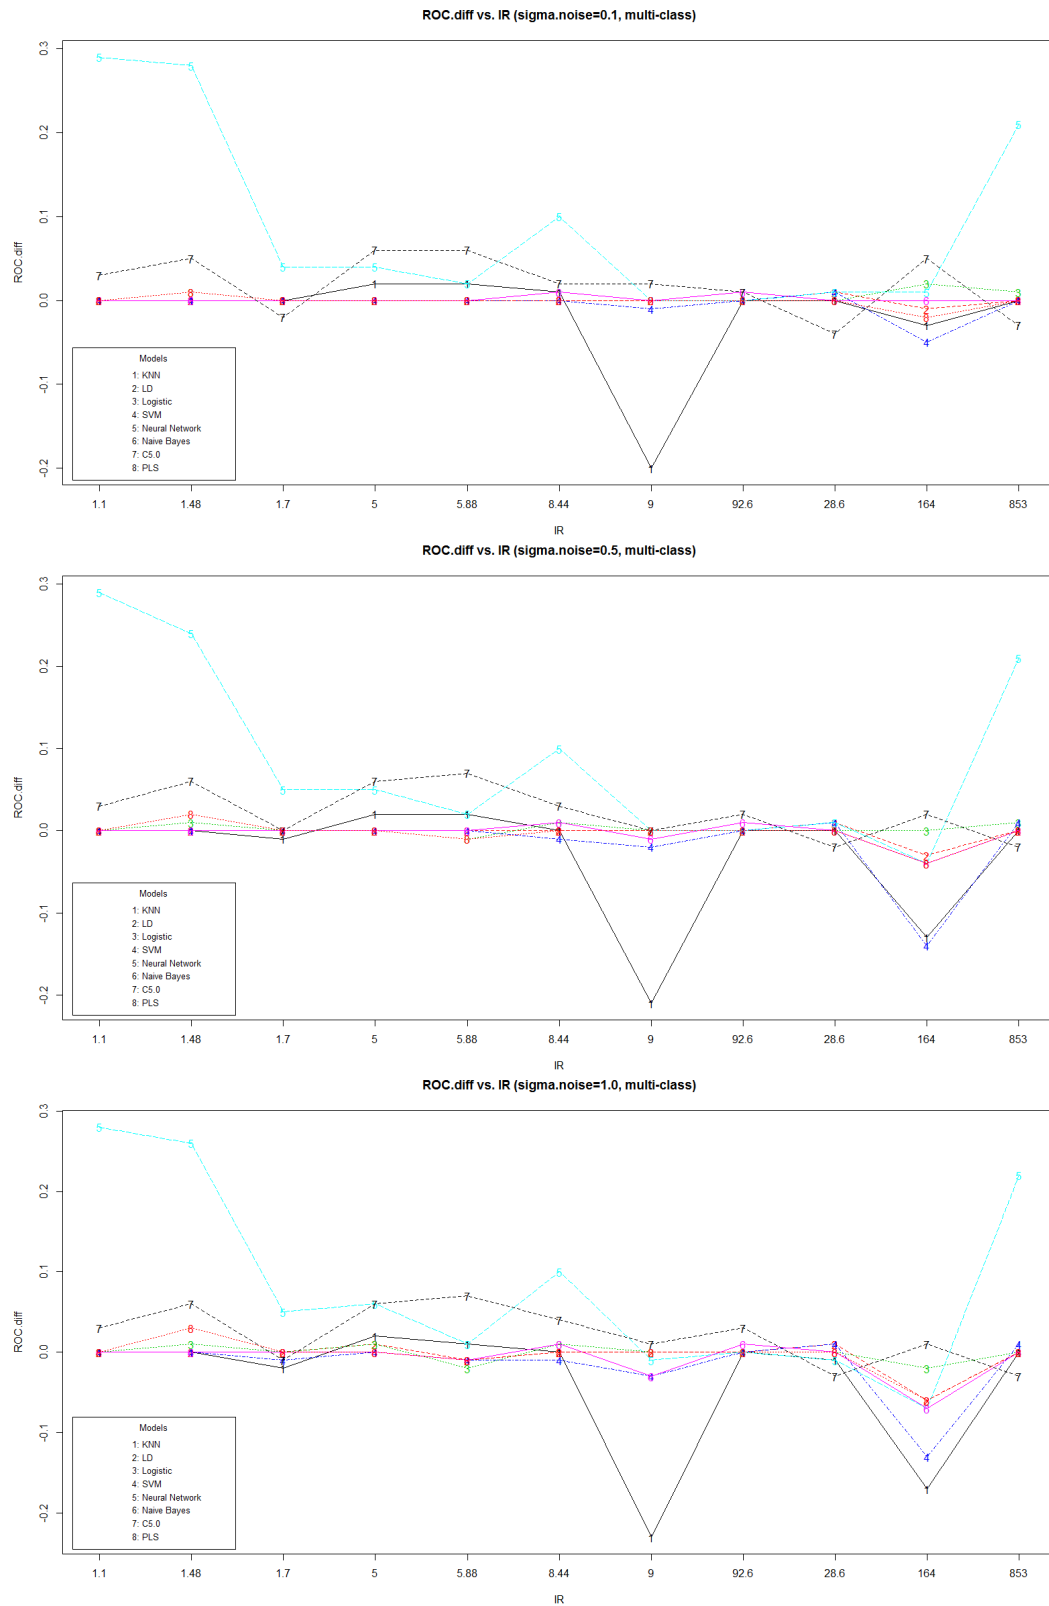 ROC.diff vs. IR (sigma.noise=0.1, multi-class)
0.3
0.2
0.1
0.0
-0.1
-0.2
ROC.diff
Models
1: KNN
2: LD
3: Logistic
4: SVM
5: Neural Network
6: Naive Bayes
7: C5.0
8: PLS
1.1 1.48 1.7 5 5.88 8.44 9 92.6 28.6 164 853
IR
ROC.diff vs. IR (sigma.noise=0.5, multi-class)
0.3
0.2
0.1
0.0
-0.1
-0.2
ROC.diff
Models
1: KNN
2: LD
3: Logistic
4: SVM
5: Neural Network
6: Naive Bayes
7: C5.0
8: PLS
1.1 1.48 1.7 5 5.88 8.44 9 92.6 28.6 164 853
IR
ROC.diff vs. IR (sigma.noise=1.0, multi-class)
0.3
0.2
0.1
0.0
-0.1
-0.2
ROC.diff
Models
1: KNN
2: LD
3: Logistic
4: SVM
5: Neural Network
6: Naive Bayes
7: C5.0
8: PLS
1.1 1.48 1.7 5 5.88 8.44 9 92.6 28.6 164 853
IR